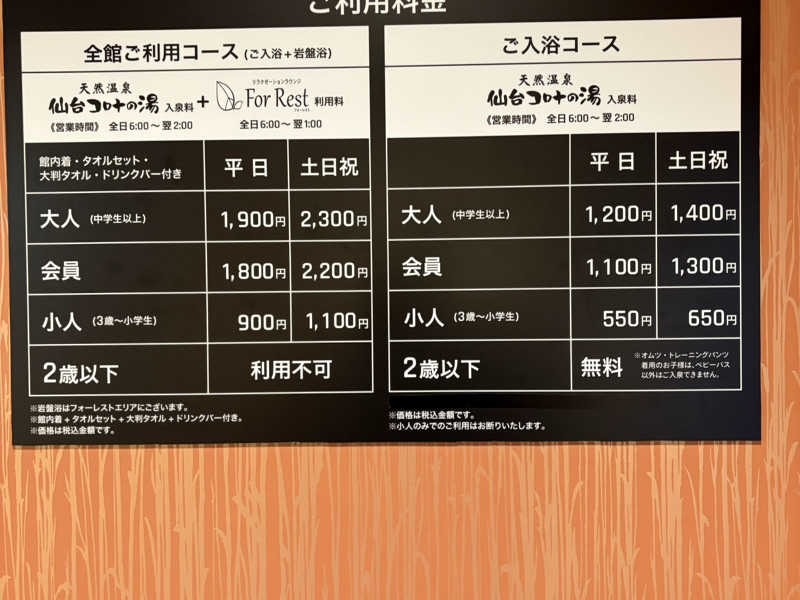 ご利用料金
全館ご利用コース (ご入浴+岩盤浴)
天然温泉
仙台コロナの湯 入泉料
+
リラクゼーションラウンジ
For Rest 利用料
フォーレスト
《営業時間》 全日6:00〜翌2:00
全日6:00〜翌1:00
館内着・タオルセット・
大判タオル・ドリンクバー付き
平日 土日祝
大人 (中学生以上) 1,900円 2,300円
会員 1,800円 2,200円
小人 (3歳〜小学生) 900円 1,100円
2歳以下 利用不可
※岩盤浴はフォーレストエリアにございます。
※館内着+タオルセット+大判タオル+ドリンクバー付き。
※価格は税込金額です。
ご入浴コース
天然温泉
仙台コロナの湯 入泉料
《営業時間》 全日6:00〜翌2:00
平日 土日祝
大人 (中学生以上) 1,200円 1,400円
会員 1,100円 1,300円
小人 (3歳〜小学生) 550円 650円
2歳以下 無料
※オムツ・トレーニングパンツ
着用のお子様は、ベビーバス
以外はご入泉できません。
※価格は税込金額です。
※小人のみでのご利用はお断りいたします。